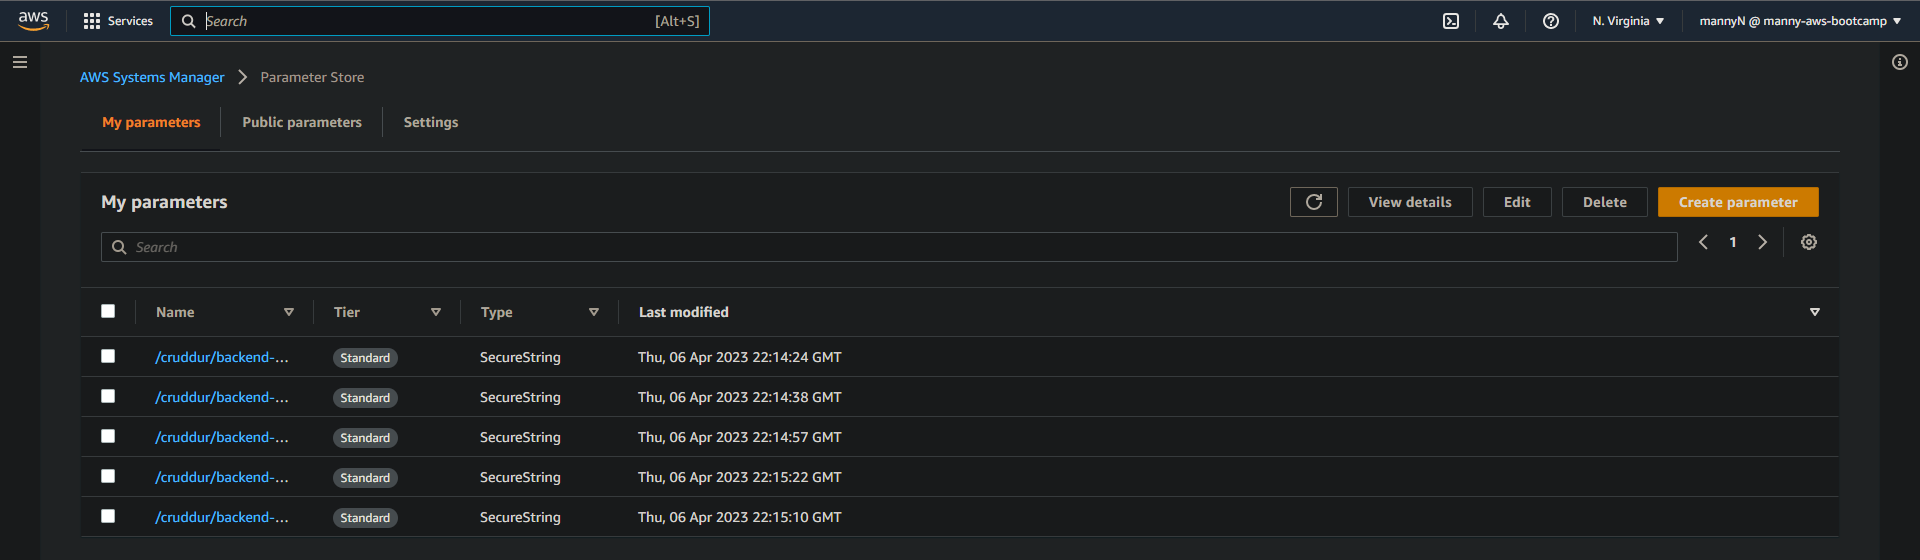 aws Services Search [Alt+S] N. Virginia mannyN @ manny-aws-bootcamp
AWS Systems Manager Parameter Store
My parameters Public parameters Settings
My parameters View details Edit Delete Create parameter
Search 1
Name Tier Type Last modified
/cruddur/backend-... Standard SecureString Thu, 06 Apr 2023 22:14:24 GMT
/cruddur/backend-... Standard SecureString Thu, 06 Apr 2023 22:14:38 GMT
/cruddur/backend-... Standard SecureString Thu, 06 Apr 2023 22:14:57 GMT
/cruddur/backend-... Standard SecureString Thu, 06 Apr 2023 22:15:22 GMT
/cruddur/backend-... Standard SecureString Thu, 06 Apr 2023 22:15:10 GMT